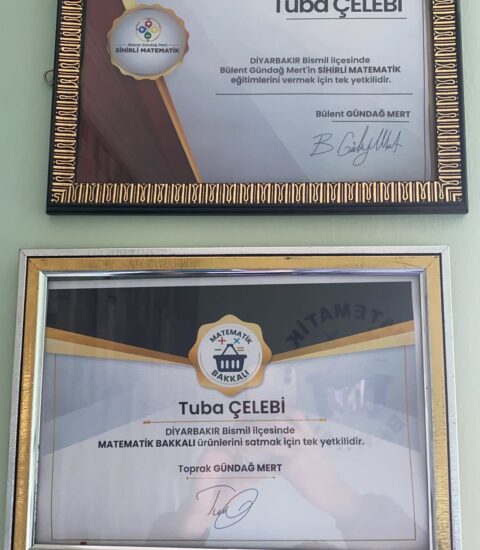 Tuba ÇELEBİ
Bülent Gündağ Mert
SİHİRLİ MATEMATİK
DİYARBAKIR Bismil ilçesinde
Bülent Gündağ Mert'in SİHİRLİ MATEMATİK
eğitimlerini vermek için tek yetkilidir.
Bülent GÜNDAĞ MERT
MATEMATİK
BAKKALI
Tuba ÇELEBİ
DİYARBAKIR Bismil ilçesinde
MATEMATİK BAKKALI ürünlerini satmak için tek yetkilidir.
Toprak GÜNDAĞ MERT